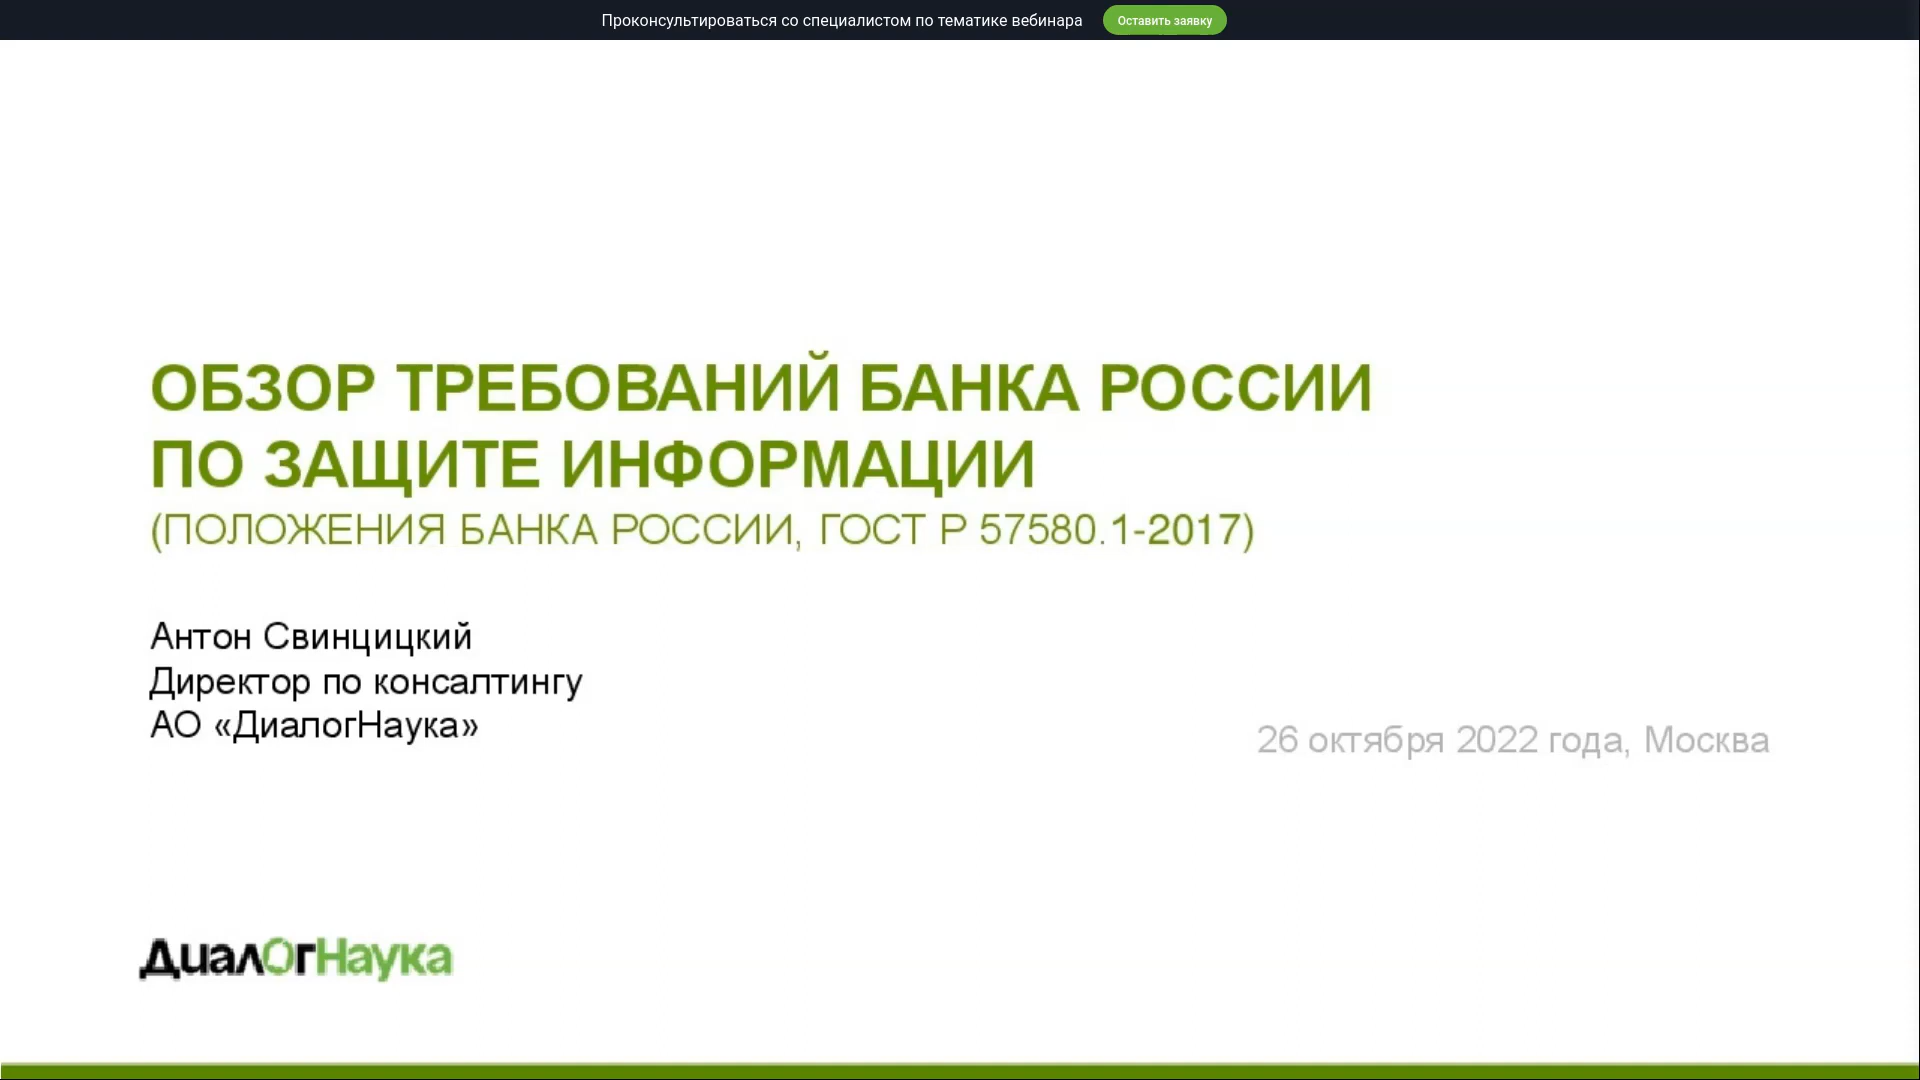 Проконсультироваться со специалистом по тематике вебинара
Оставить заявку
ОБЗОР ТРЕБОВАНИЙ БАНКА РОССИИ
ПО ЗАЩИТЕ ИНФОРМАЦИИ
(ПОЛОЖЕНИЯ БАНКА РОССИИ, ГОСТ Р 57580.1-2017)
Антон Свинцицкий
Директор по консалтингу
АО «ДиалогНаука»
26 октября 2022 года, Москва
ДиалОгНаука